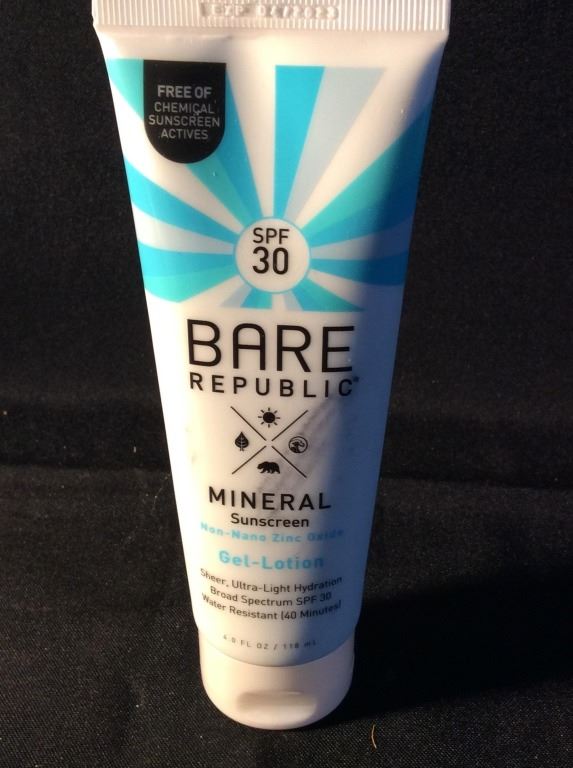 FREE OF
CHEMICAL
SUNSCREEN
ACTIVES
SPF
30
BARE
REPUBLIC®
MINERAL
Sunscreen
Non-Nano Zinc Oxide
Gel-Lotion
Sheer, Ultra-Light Hydration
Broad Spectrum SPF 30
Water Resistant (40 Minutes)
4.0 FL OZ / 118 mL